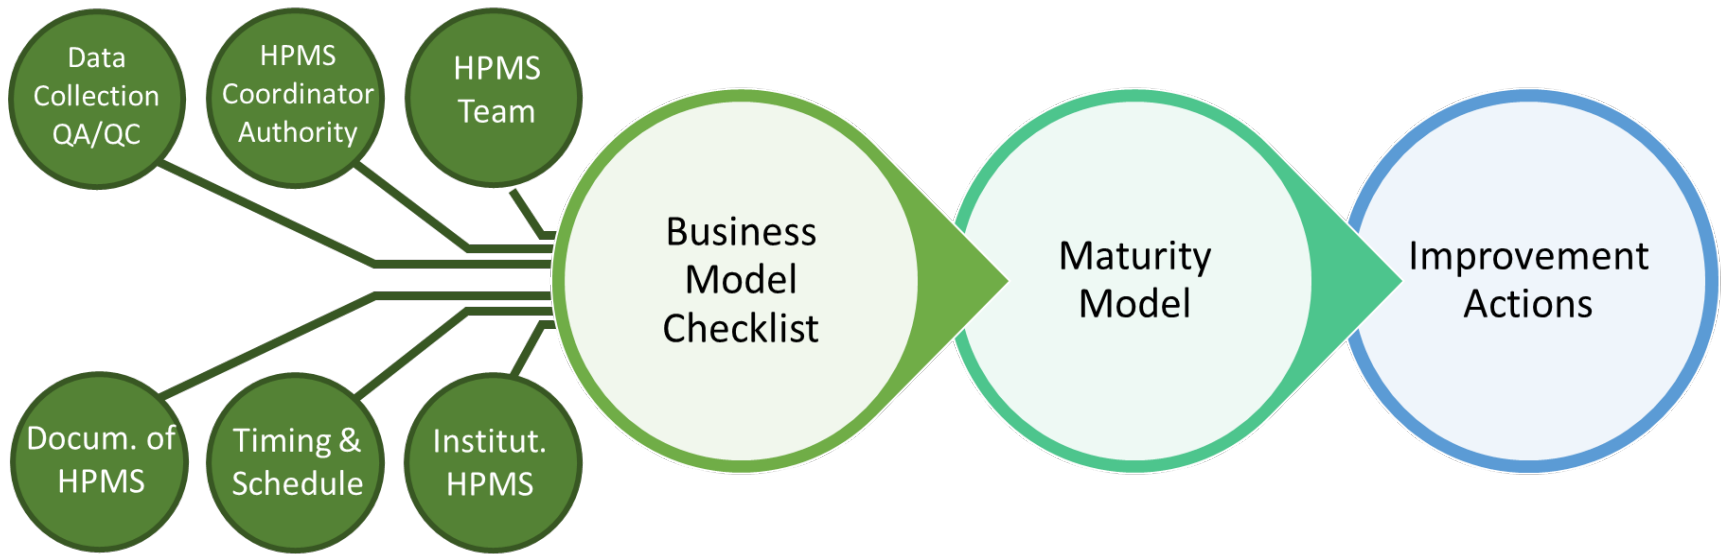 Data
Collection
QA/QC
HPMS
Coordinator
Authority
HPMS
Team
Docum. of
HPMS
Timing &
Schedule
Institut.
HPMS
Business
Model
Checklist
Maturity
Model
Improvement
Actions